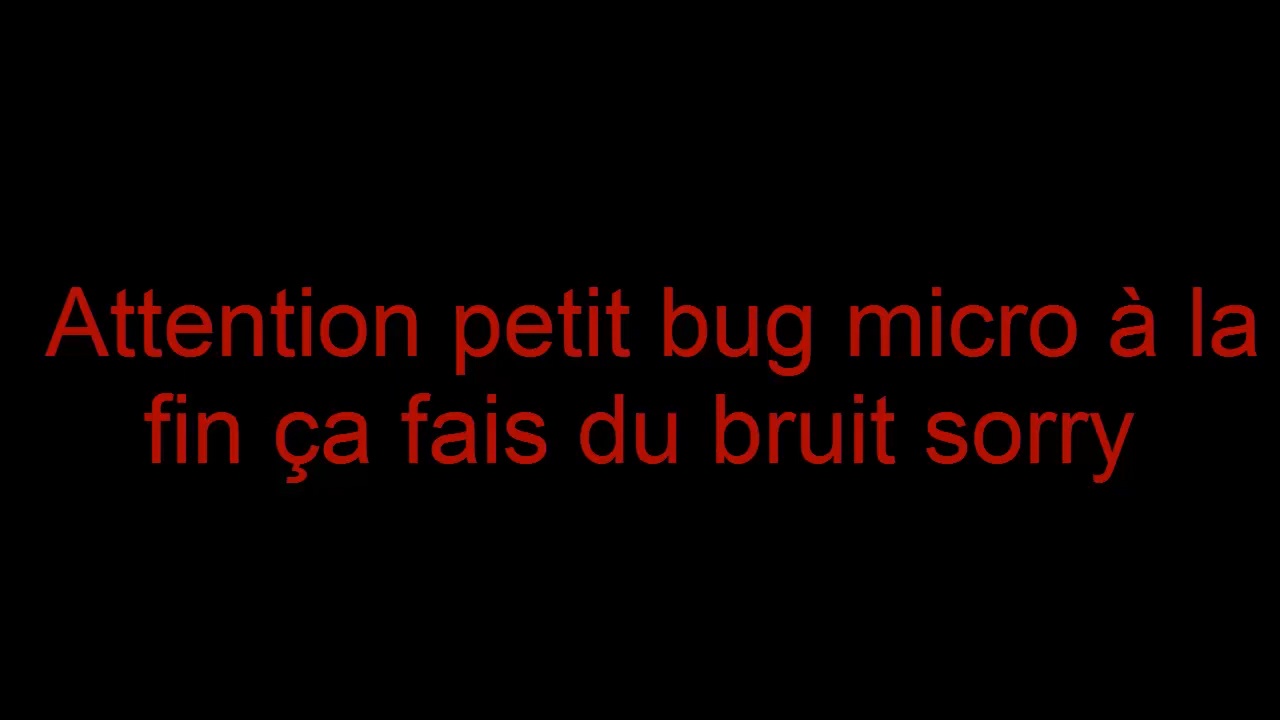 Attention petit bug micro à la
fin ça fais du bruit sorry